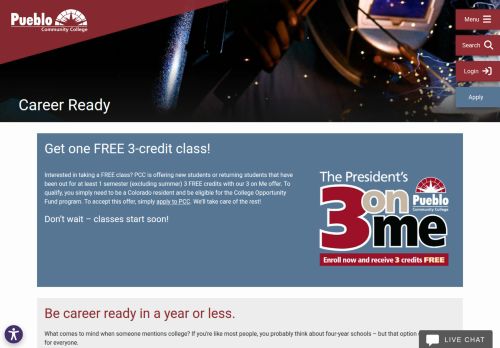 Pueblo
Community College
Menu
Search
Login
Apply
Career Ready
Get one FREE 3-credit class!
Interested in taking a FREE class? PCC is offering new students or returning students that have
been out for at least 1 semester (excluding summer) 3 FREE credits with our 3 on Me offer. To
qualify, you simply need to be a Colorado resident and be eligible for the College Opportunity
Fund program. To accept this offer, simply apply to PCC. We'll take care of the rest!
Don't wait – classes start soon!
The President's
3 on me
Pueblo
Community College
Enroll now and receive 3 credits FREE
Be career ready in a year or less.
What comes to mind when someone mentions college? If you're like most people, you probably think about four-year schools – but that option
for everyone.
LIVE CHAT